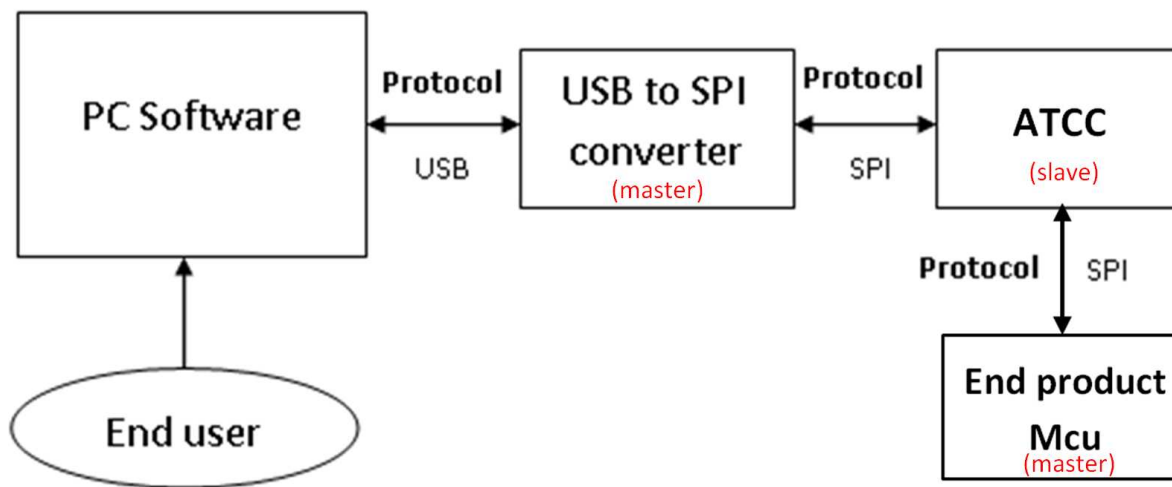 PC Software
Protocol
USB
USB to SPI
converter
(master)
Protocol
SPI
ATCC
(slave)
Protocol
SPI
End product
Mcu
(master)
End user